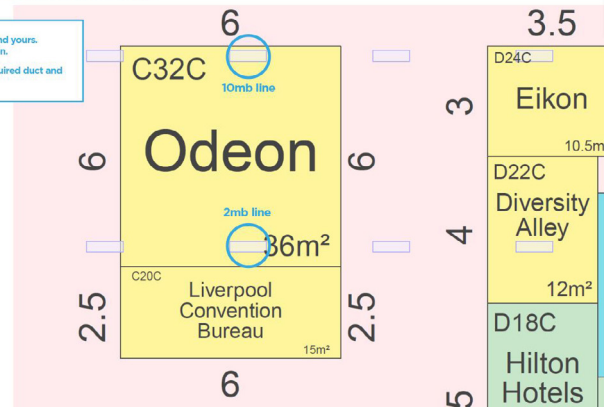 nd yours.
n.
uired duct and
6
C32C
10mb line
Odeon
6
6
2mb line
36m²
C20C
Liverpool
Convention
Bureau
15m²
2.5
2.5
6
3.5
D24C
Eikon
3
10.5m
D22C
Diversity
Alley
4
12m²
D18C
Hilton
Hotels
5